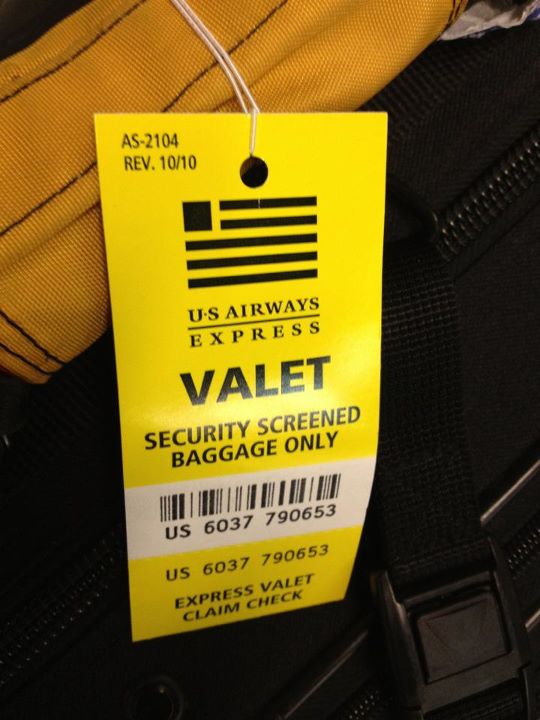 AS-2104
REV. 10/10
U·S AIRWAYS
EXPRESS
VALET
SECURITY SCREENED
BAGGAGE ONLY
US 6037 790653
US 6037 790653
EXPRESS VALET
CLAIM CHECK